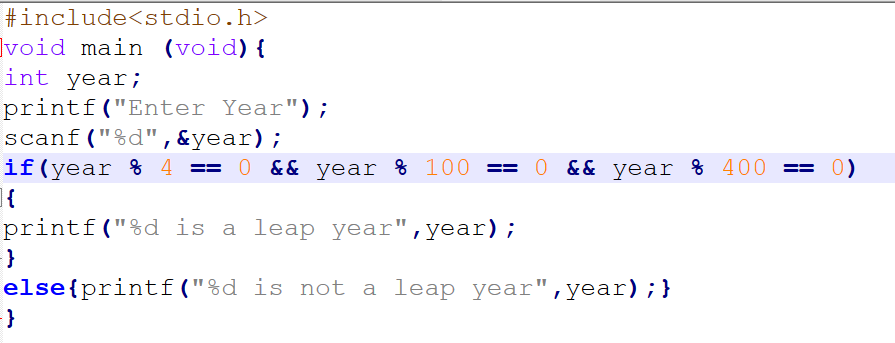 #include<stdio.h>
void main (void){
int year;
printf("Enter Year");
scanf("%d",&year);
if(year % 4 == 0 && year % 100 == 0 && year % 400 == 0)
{
printf("%d is a leap year",year);
}
else{printf("%d is not a leap year",year);}
}